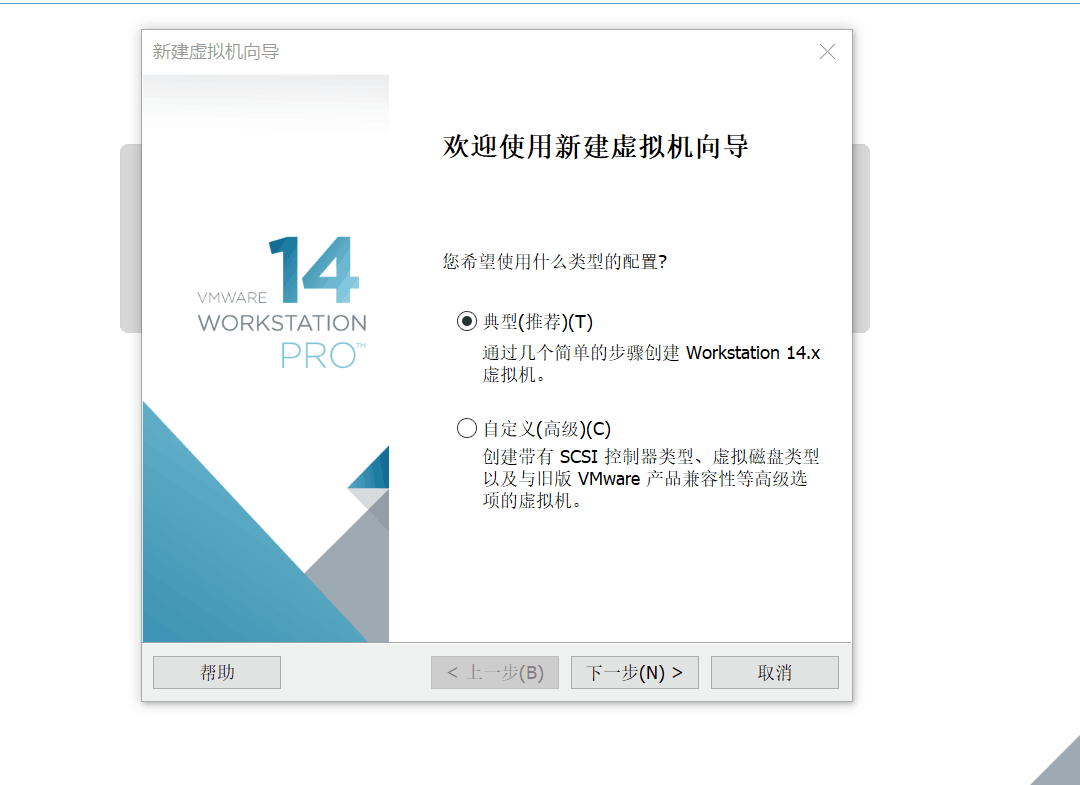 新建虚拟机向导
欢迎使用新建虚拟机向导
14
VMWARE
WORKSTATION
PRO™
您希望使用什么类型的配置?
典型(推荐)(T)
通过几个简单的步骤创建 Workstation 14.x
虚拟机。
自定义(高级)(C)
创建带有 SCSI 控制器类型、虚拟磁盘类型
以及与旧版 VMware 产品兼容性等高级选
项的虚拟机。
帮助
< 上一步(B)
下一步(N) >
取消